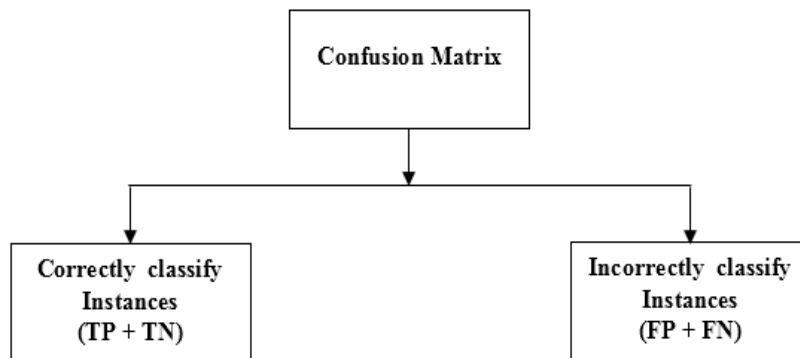 Confusion Matrix
Correctly classify
Instances
(TP + TN)
Incorrectly classify
Instances
(FP + FN)